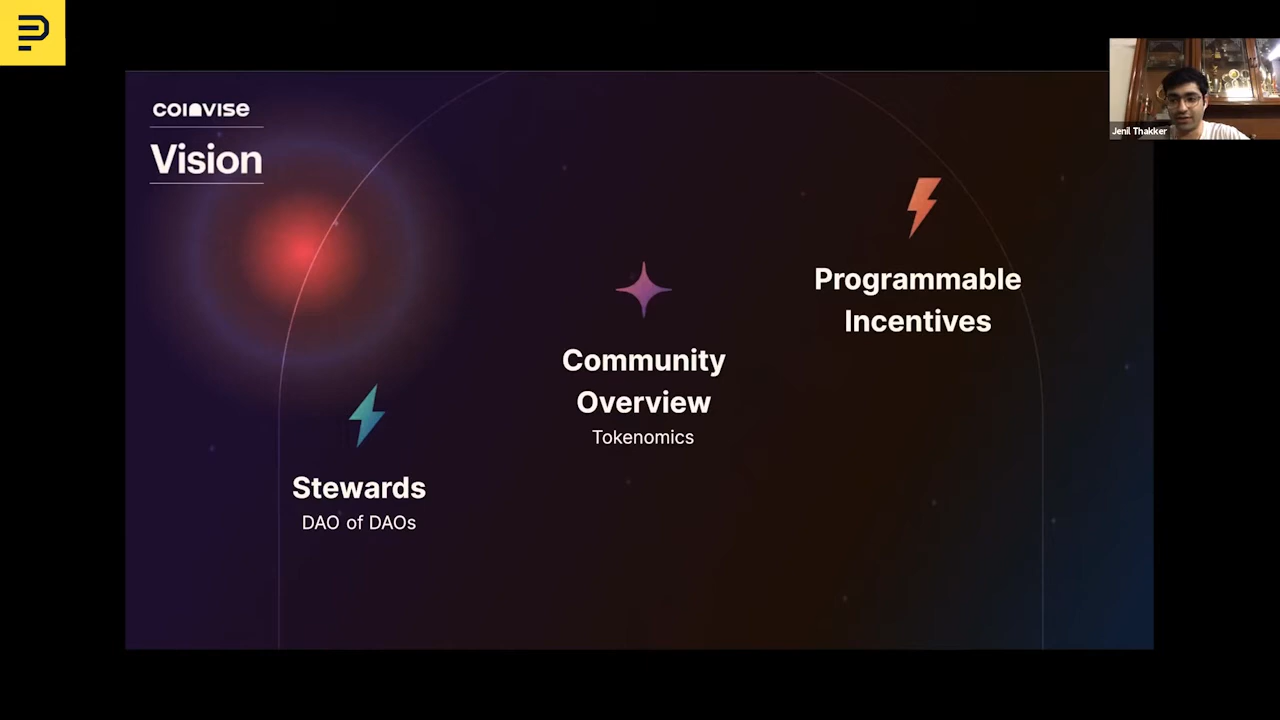 COINVISE
Vision
Jenil Thakker
Programmable
Incentives
Community
Overview
Tokenomics
Stewards
DAO of DAOs